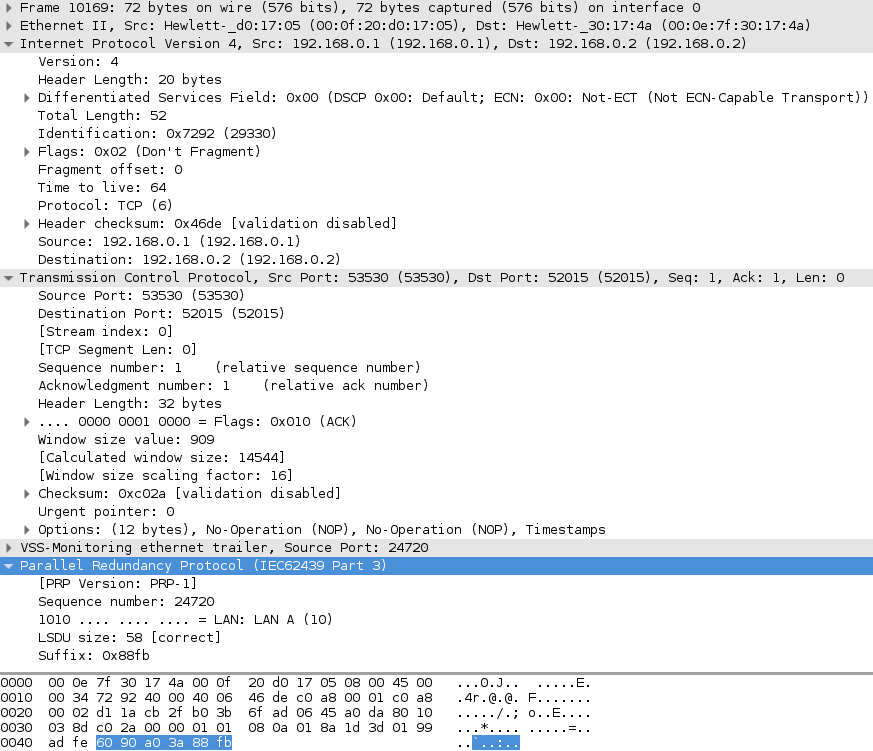 Frame 10169: 72 bytes on wire (576 bits), 72 bytes captured (576 bits) on interface 0
Ethernet II, Src: Hewlett-_d0:17:05 (00:0f:20:d0:17:05), Dst: Hewlett-_30:17:4a (00:0e:7f:30:17:4a)
Internet Protocol Version 4, Src: 192.168.0.1 (192.168.0.1), Dst: 192.168.0.2 (192.168.0.2)
Version: 4
Header Length: 20 bytes
Differentiated Services Field: 0x00 (DSCP 0x00: Default; ECN: 0x00: Not-ECT (Not ECN-Capable Transport))
Total Length: 52
Identification: 0x7292 (29330)
Flags: 0x02 (Don't Fragment)
Fragment offset: 0
Time to live: 64
Protocol: TCP (6)
Header checksum: 0x46de [validation disabled]
Source: 192.168.0.1 (192.168.0.1)
Destination: 192.168.0.2 (192.168.0.2)
Transmission Control Protocol, Src Port: 53530 (53530), Dst Port: 52015 (52015), Seq: 1, Ack: 1, Len: 0
Source Port: 53530 (53530)
Destination Port: 52015 (52015)
[Stream index: 0]
[TCP Segment Len: 0]
Sequence number: 1    (relative sequence number)
Acknowledgment number: 1    (relative ack number)
Header Length: 32 bytes
.... 0000 0001 0000 = Flags: 0x010 (ACK)
Window size value: 909
[Calculated window size: 14544]
[Window size scaling factor: 16]
Checksum: 0xc02a [validation disabled]
Urgent pointer: 0
Options: (12 bytes), No-Operation (NOP), No-Operation (NOP), Timestamps
VSS-Monitoring ethernet trailer, Source Port: 24720
Parallel Redundancy Protocol (IEC62439 Part 3)
[PRP Version: PRP-1]
Sequence number: 24720
1010 .... .... .... = LAN: LAN A (10)
LSDU size: 58 [correct]
Suffix: 0x88fb
0000  00 0e 7f 30 17 4a 00 0f  20 d0 17 05 08 00 45 00   ...0.J..  .....E.
0010  00 34 72 92 40 00 40 06  46 de c0 a8 00 01 c0 a8   .4r.@.@. F.......
0020  00 02 d1 1a cb 2f b0 3b  6f ad 06 45 a0 da 80 10   ...../.; o..E....
0030  03 8d c0 2a 00 00 01 01  08 0a 01 8a 1d 3d 01 99   ...*.... .....=..
0040  ad fe 60 90 a0 3a 88 fb                            ..`..:..